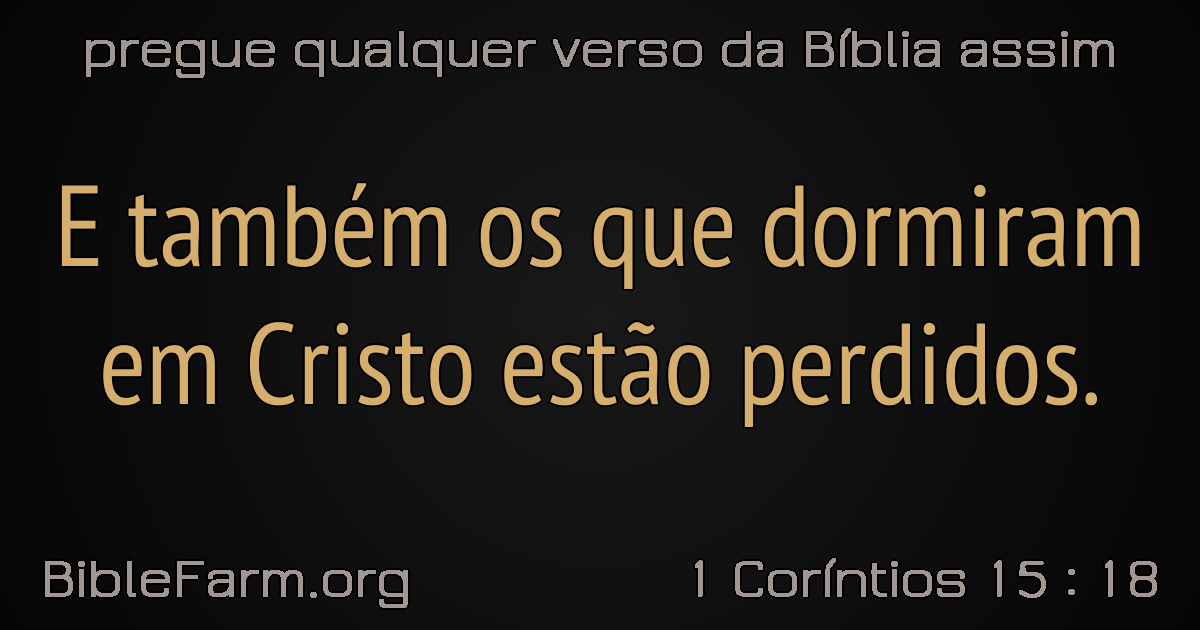 pregue qualquer verso da Bíblia assim
E também os que dormiram
em Cristo estão perdidos.
BibleFarm.org
1 Coríntios 15 : 18